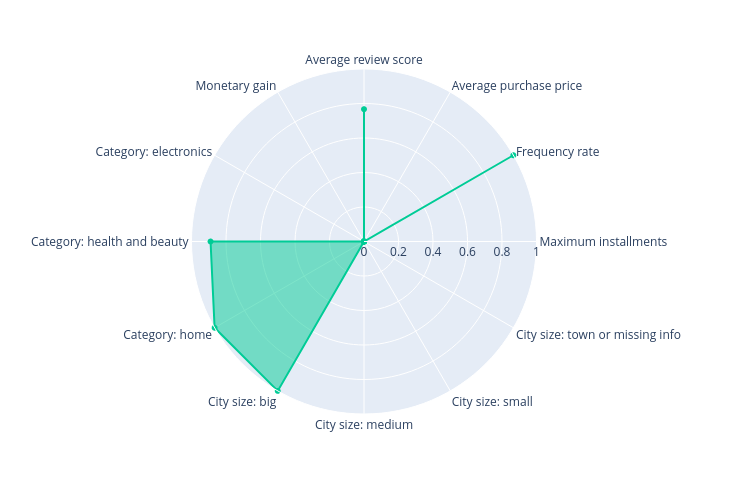 Average review score
Monetary gain
Average purchase price
Category: electronics
Frequency rate
Category: health and beauty
Maximum installments
0
0.2
0.4
0.6
0.8
1
Category: home
City size: town or missing info
City size: big
City size: small
City size: medium